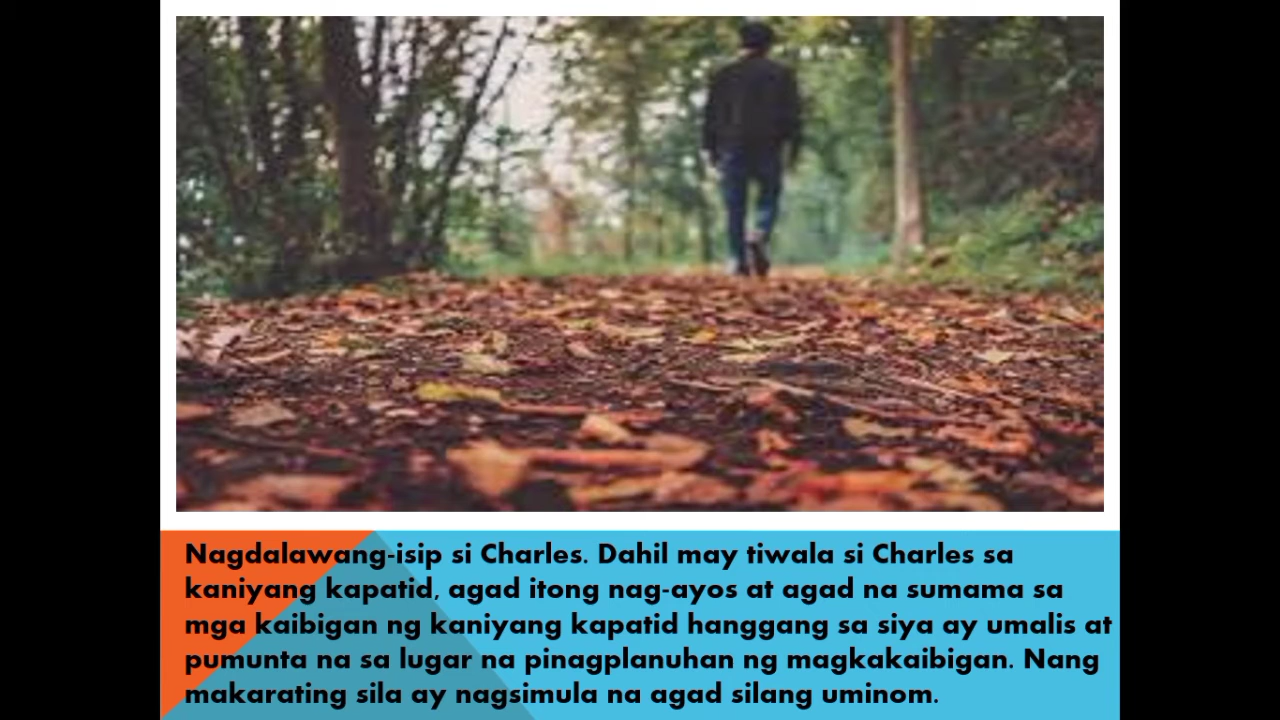 Nagdalawang-isip si Charles. Dahil may tiwala si Charles sa
kaniyang kapatid, agad itong nag-ayos at agad na sumama sa
mga kaibigan ng kaniyang kapatid hanggang sa siya ay umalis at
pumunta na sa lugar na pinagplanuhan ng magkakaibigan. Nang
makarating sila ay nagsimula na agad silang uminom.